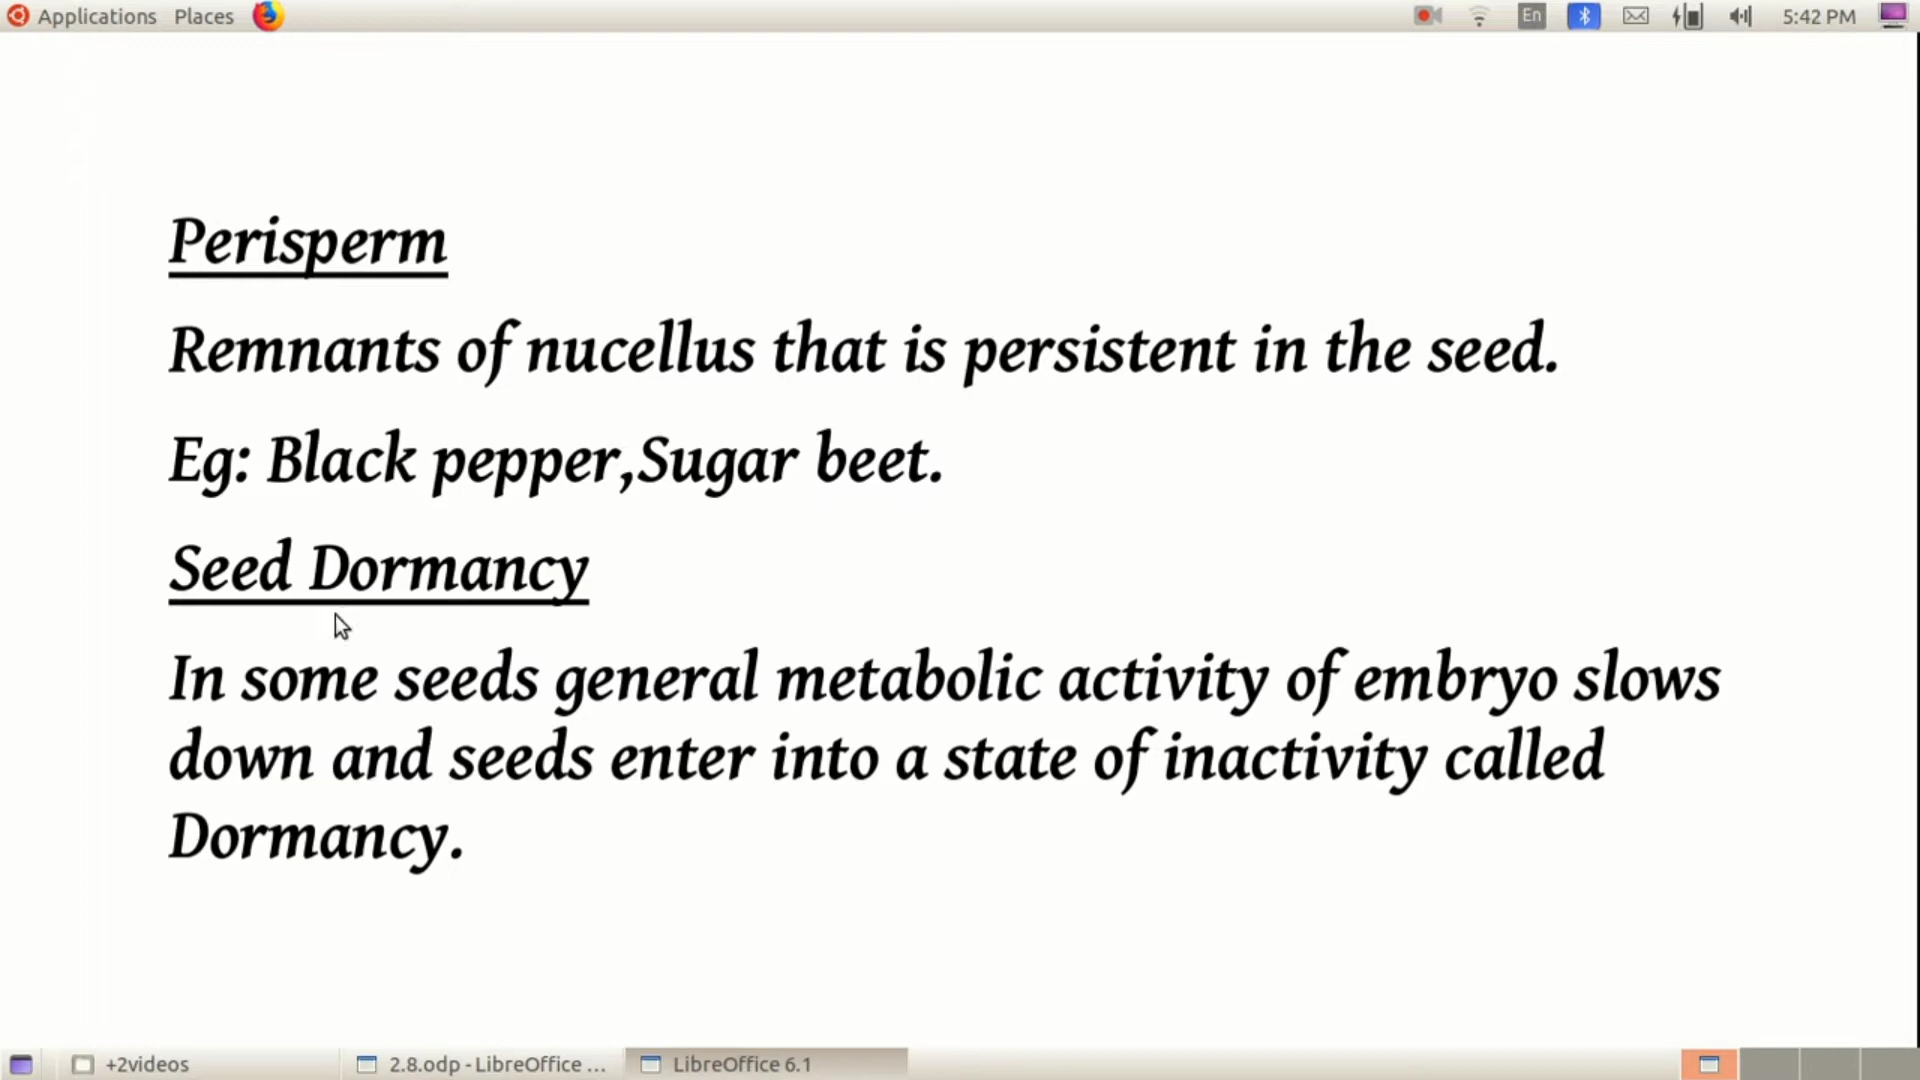 Applications Places En 5:42 PM
Perisperm
Remnants of nucellus that is persistent in the seed.
Eg: Black pepper,Sugar beet.
Seed Dormancy
In some seeds general metabolic activity of embryo slows
down and seeds enter into a state of inactivity called
Dormancy.
+2videos 2.8.odp - LibreOffice ... LibreOffice 6.1